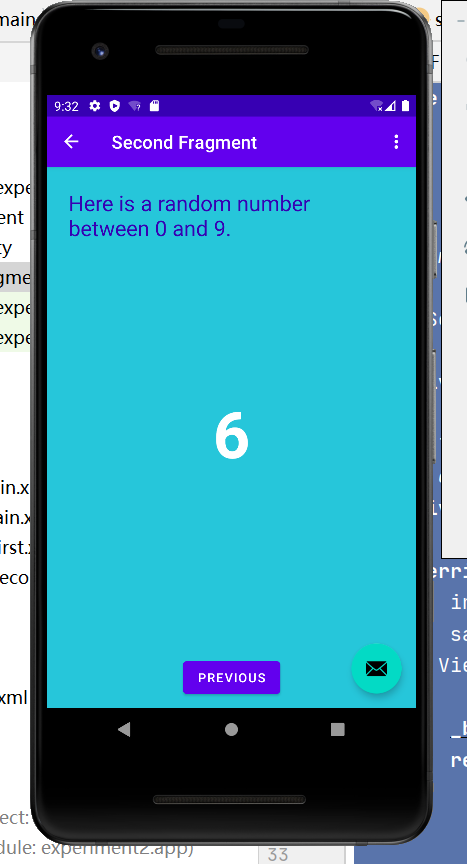 9:32
Second Fragment
Here is a random number
between 0 and 9.
6
PREVIOUS
main
expe
ent
ty
gme
expe
expe
in.x
ain.x
irst.x
eco
xml
ect:
dule: experiment2.app)
33
erri
in
sa
Vie
re